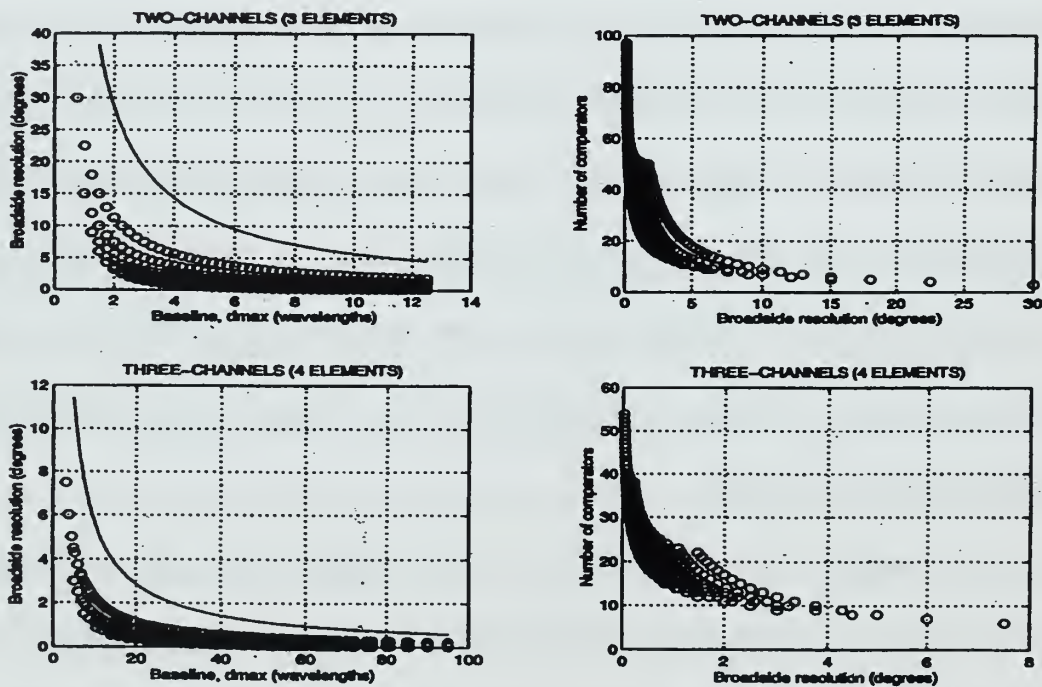 TWO-CHANNELS (3 ELEMENTS)
40
35
30
25
20
15
10
5
0
0 2 4 6 8 10 12 14
Broadside resolution (degrees)
Baseline, dmax (wavelengths)
TWO-CHANNELS (3 ELEMENTS)
100
80
60
40
20
0
0 5 10 15 20 25 30
Number of comparators
Broadside resolution (degrees)
THREE-CHANNELS (4 ELEMENTS)
12
10
8
6
4
2
0
0 20 40 60 80 100
Broadside resolution (degrees)
Baseline, dmax (wavelengths)
THREE-CHANNELS (4 ELEMENTS)
60
50
40
30
20
10
0
0 2 4 6 8
Number of comparators
Broadside resolution (degrees)